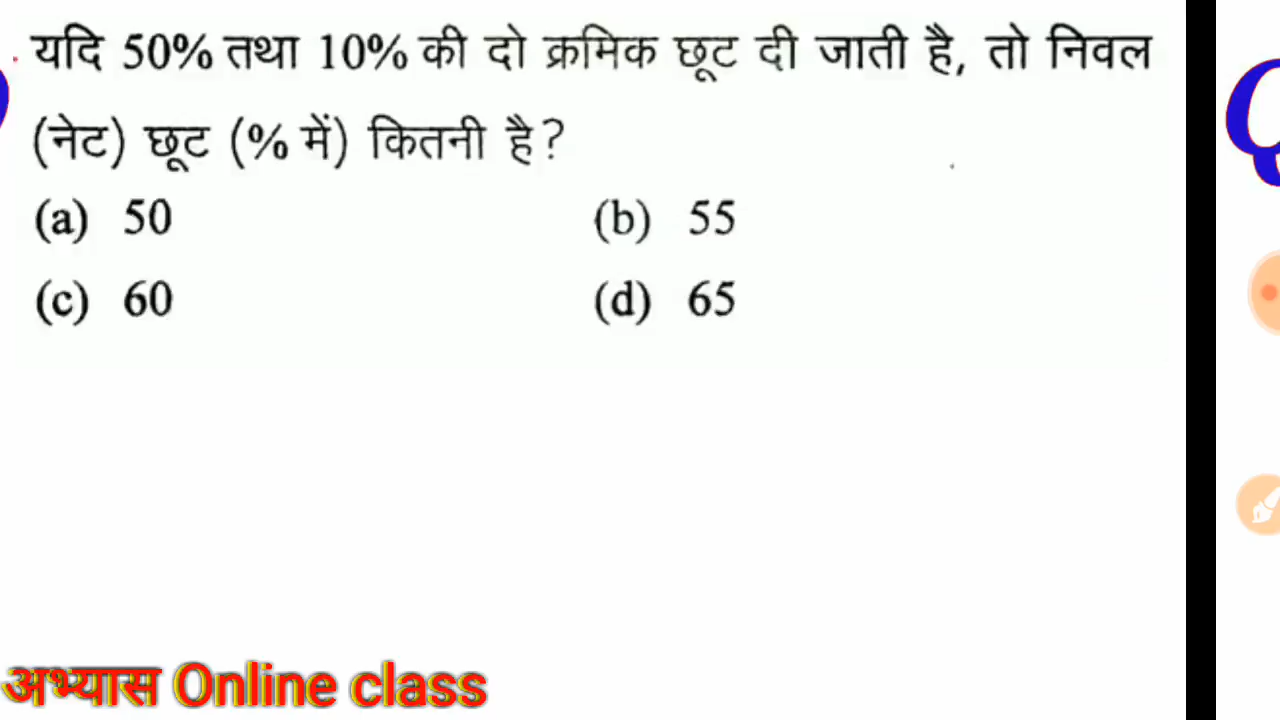 यदि 50% तथा 10% की दो क्रमिक छूट दी जाती है, तो निवल
(नेट) छूट (% में) कितनी है?
(a) 50 (b) 55
(c) 60 (d) 65
अभ्यास Online class